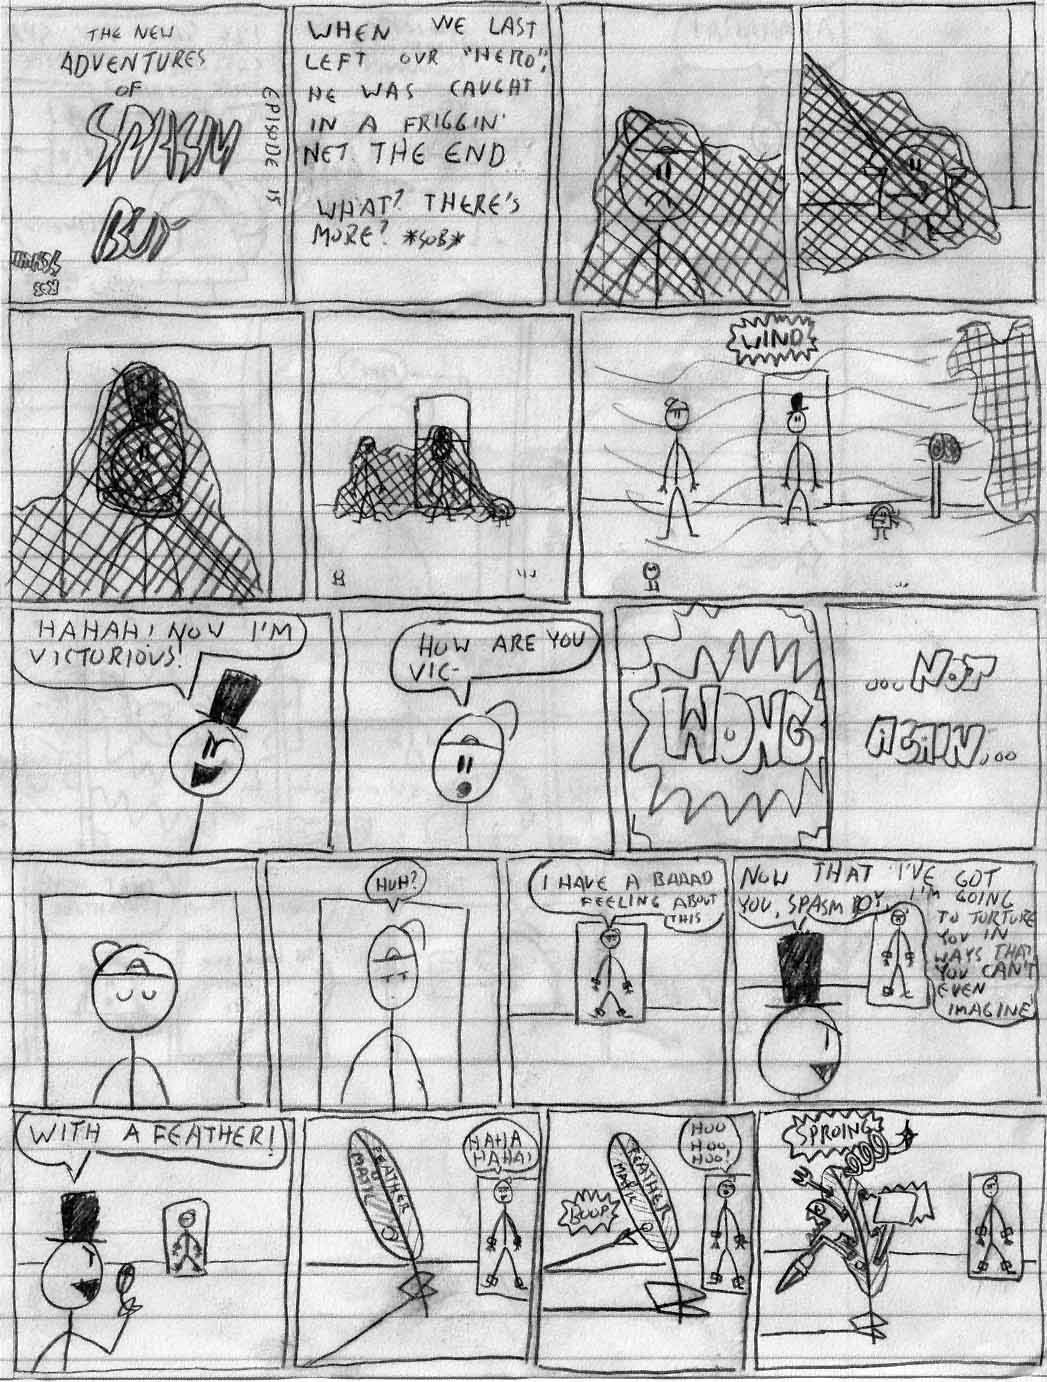 THE NEW
ADVENTURES
OF
SPASM
BOY
EPISODE 15
WHEN WE LAST
LEFT OUR "HERO",
HE WAS CAUGHT
IN A FRIGGIN'
NET. THE END
WHAT? THERE'S
MORE? *SOB*
WIND
HAHAH! NOW I'M
VICTURIOUS!
HOW ARE YOU
VIC-
WONG
...NOT
AGAIN...
HUH?
I HAVE A BAAAD
FEELING ABOUT
THIS
NOW THAT I'VE GOT
YOU, SPASM BOY, I'M GOING
TO TORTURE
YOU IN
WAYS THAT
YOU CAN'T
EVEN
IMAGINE
WITH A FEATHER!
FEATHER
O
MATIC
HAHA
HAHA!
BOOP
FEATHER
MATIC
HOO
HOO
HOO!
SPROING